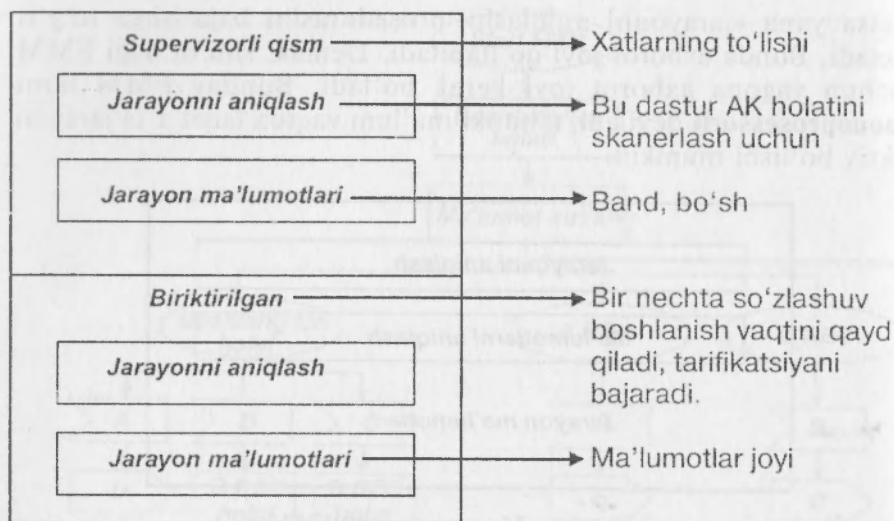 Supervizorli qism
Xatlarning to‘lishi
Jarayonni aniqlash
Bu dastur AK holatini
skanerlash uchun
Jarayon ma’lumotlari
Band, bo‘sh
Biriktirilgan
Bir nechta so‘zlashuv
boshlanish vaqtini qayd
qiladi, tarifikatsiyani
bajaradi.
Jarayonni aniqlash
Jarayon ma’lumotlari
Ma’lumotlar joyi